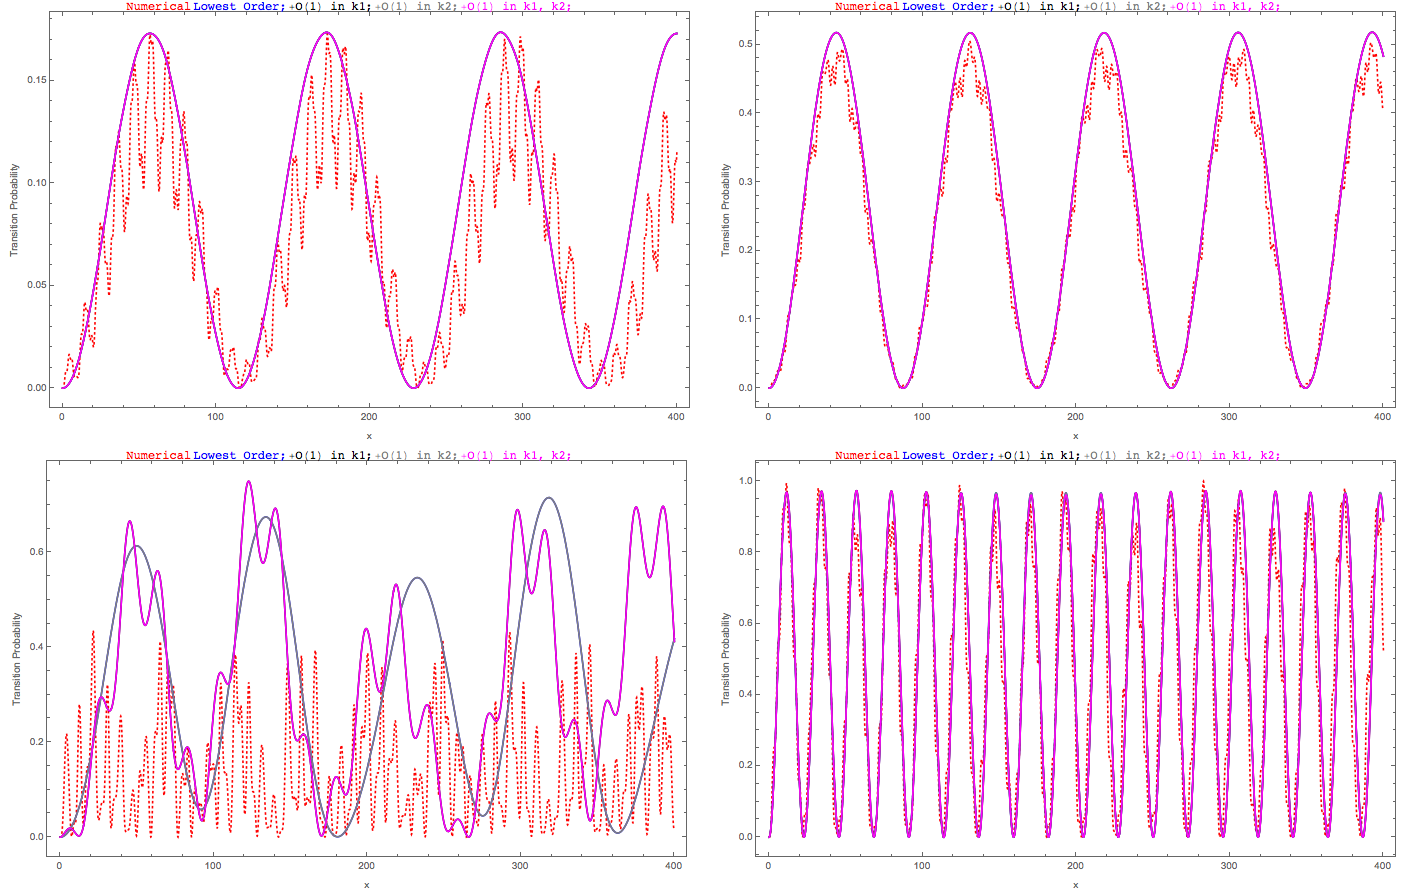 Numerical Lowest Order; +O(1) in k1; +O(1) in k2; +O(1) in k1, k2;
0.15
0.10
0.05
0.00
Transition Probability
0 100 200 300 400
x
Numerical Lowest Order; +O(1) in k1; +O(1) in k2; +O(1) in k1, k2;
0.5
0.4
0.3
0.2
0.1
0.0
Transition Probability
0 100 200 300 400
x
Numerical Lowest Order; +O(1) in k1; +O(1) in k2; +O(1) in k1, k2;
0.6
0.4
0.2
0.0
Transition Probability
0 100 200 300 400
x
Numerical Lowest Order; +O(1) in k1; +O(1) in k2; +O(1) in k1, k2;
1.0
0.8
0.6
0.4
0.2
0.0
Transition Probability
0 100 200 300 400
x